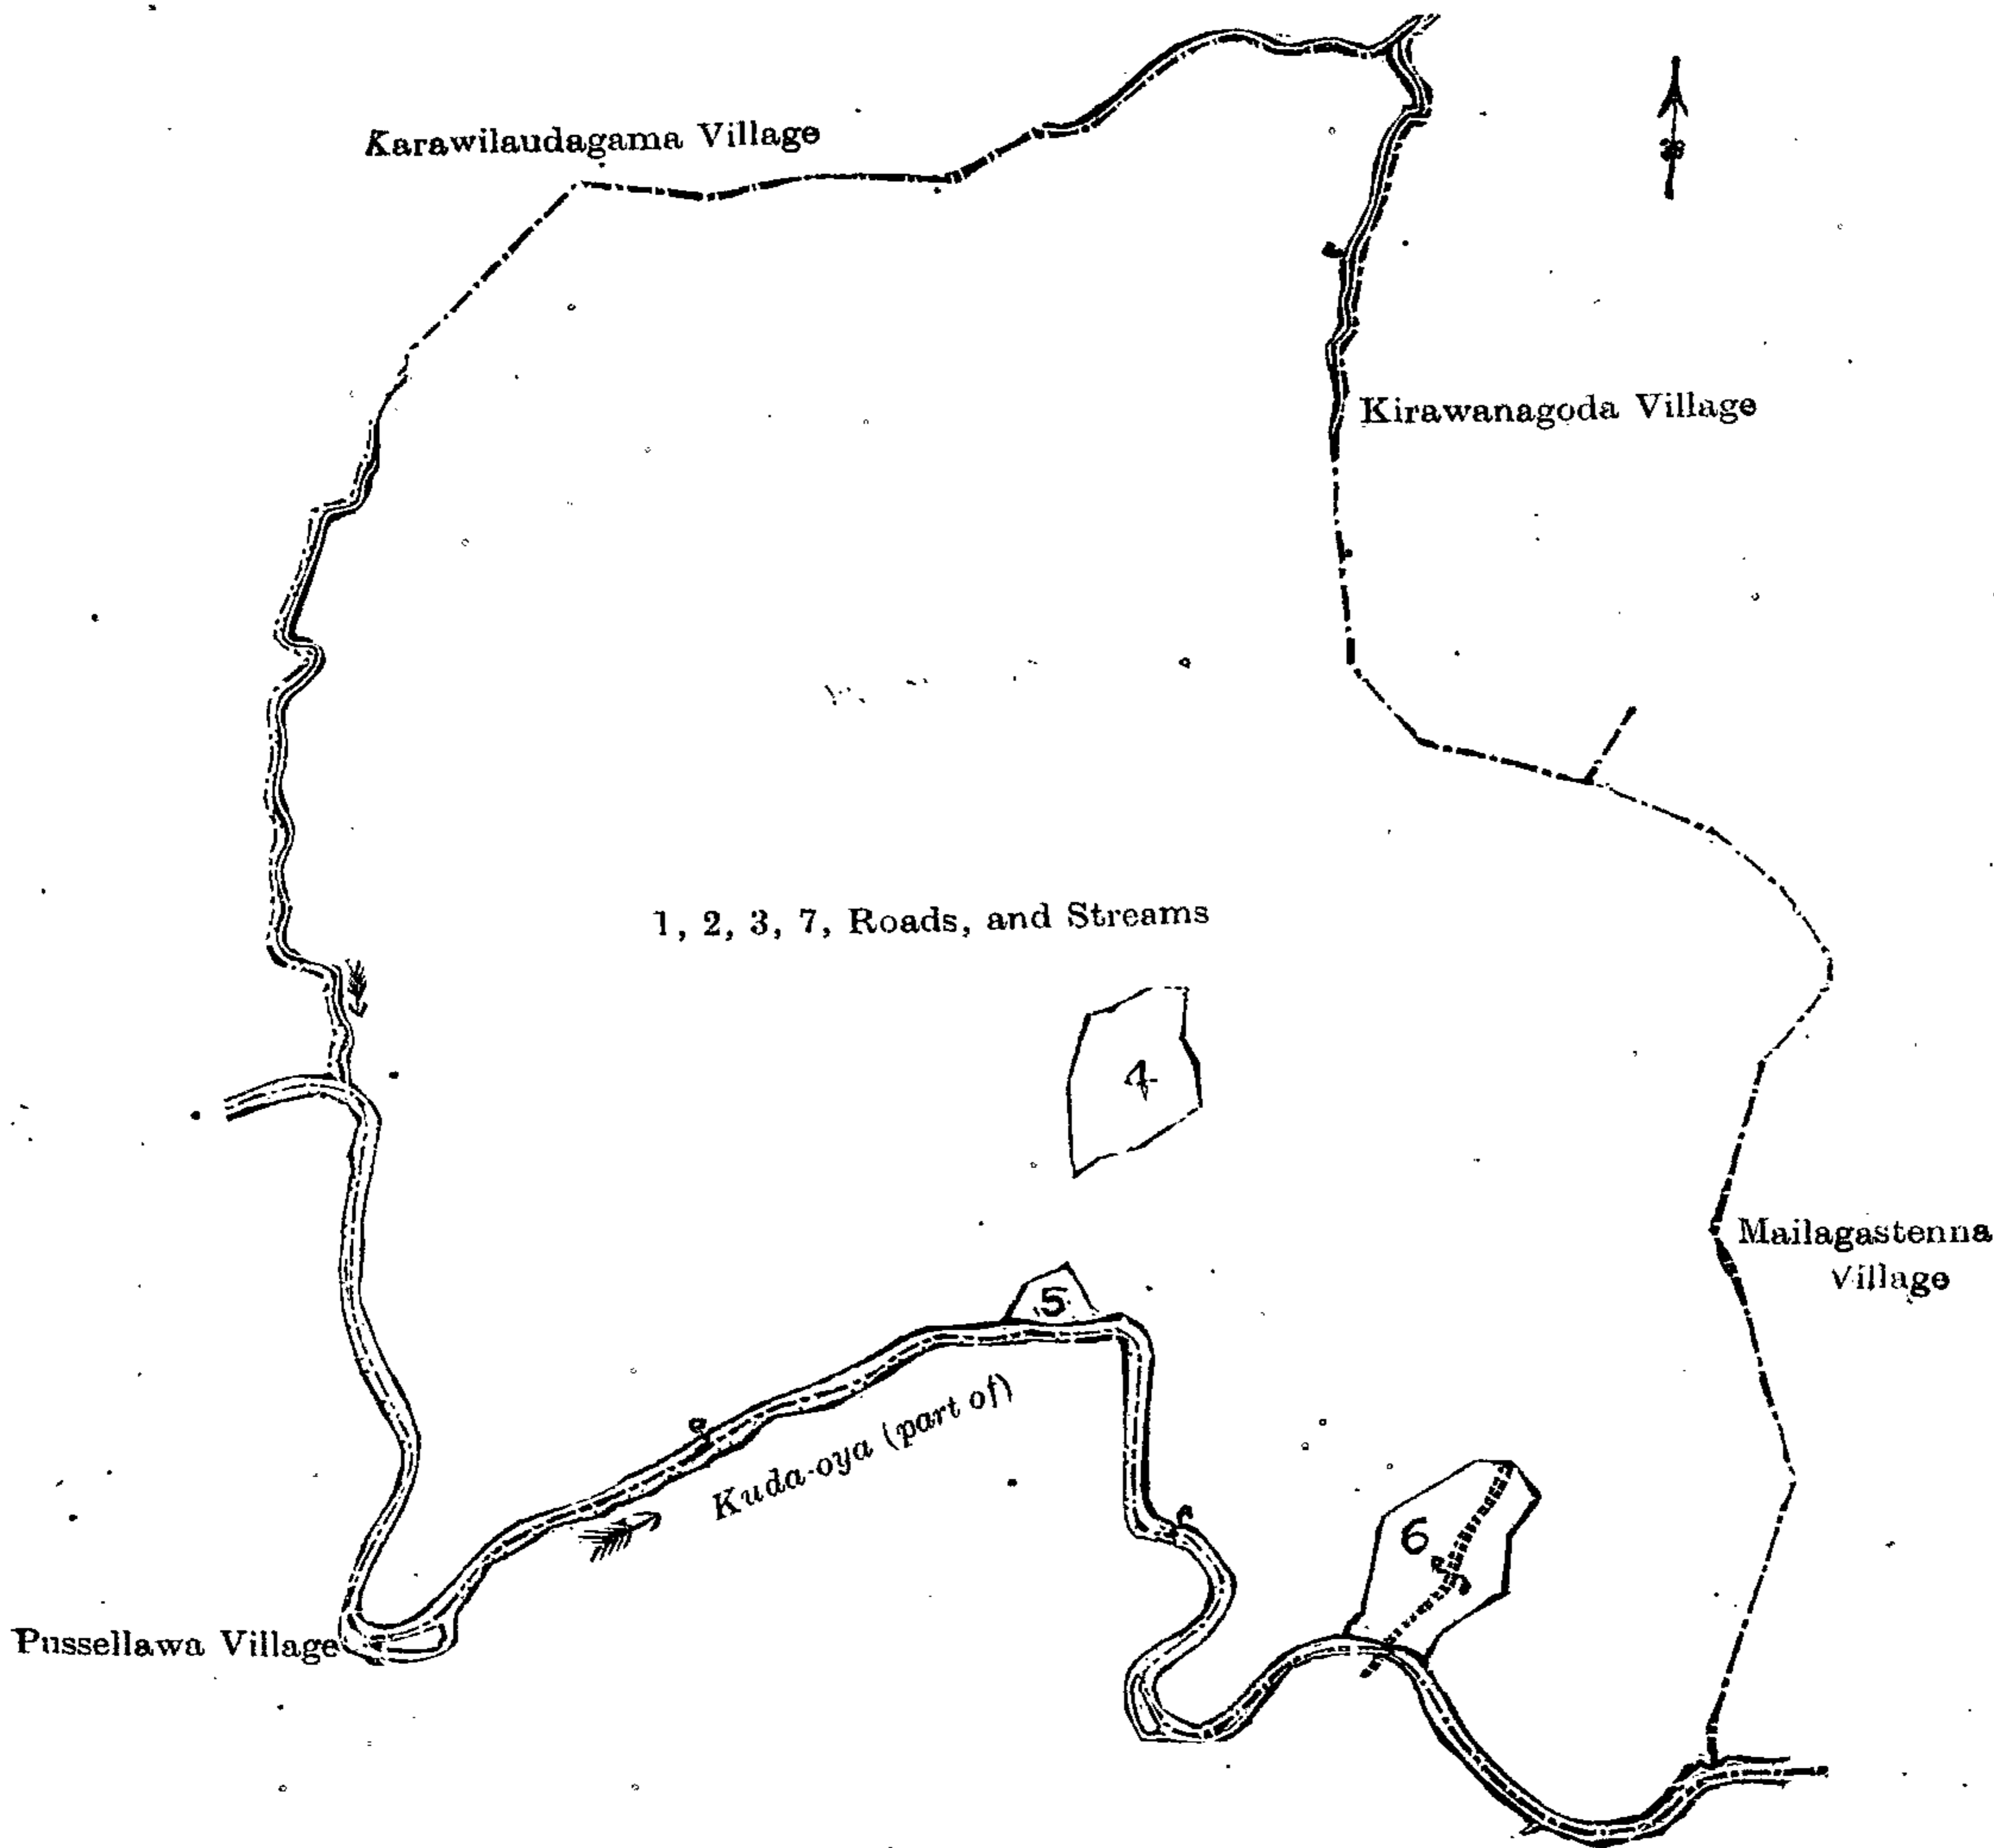 Karawilaudagama Village
Kirawanagoda Village
1, 2, 3, 7, Roads, and Streams
4
Mailagastenna
Village
5
Kuda-oya (part of)
6
Pussellawa Village